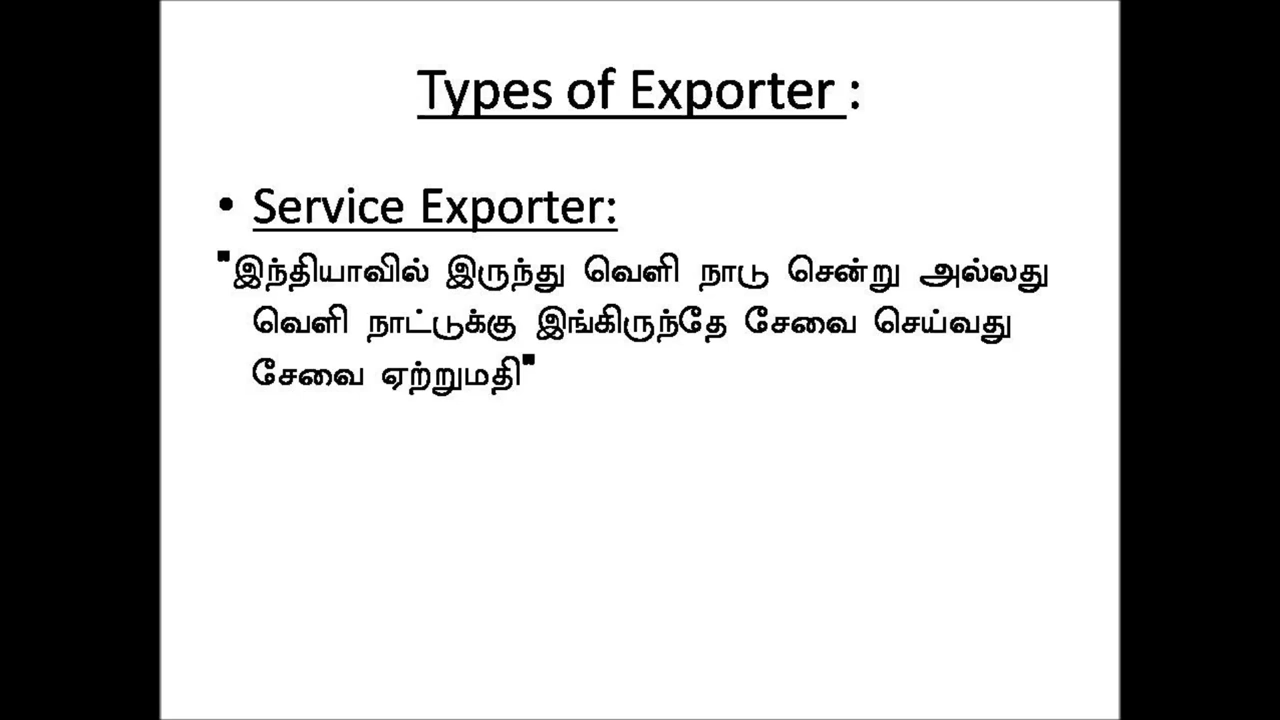 Types of Exporter :
• Service Exporter:
"இந்தியாவில் இருந்து வெளி நாடு சென்று அல்லது
வெளி நாட்டுக்கு இங்கிருந்தே சேவை செய்வது
சேவை ஏற்றுமதி"